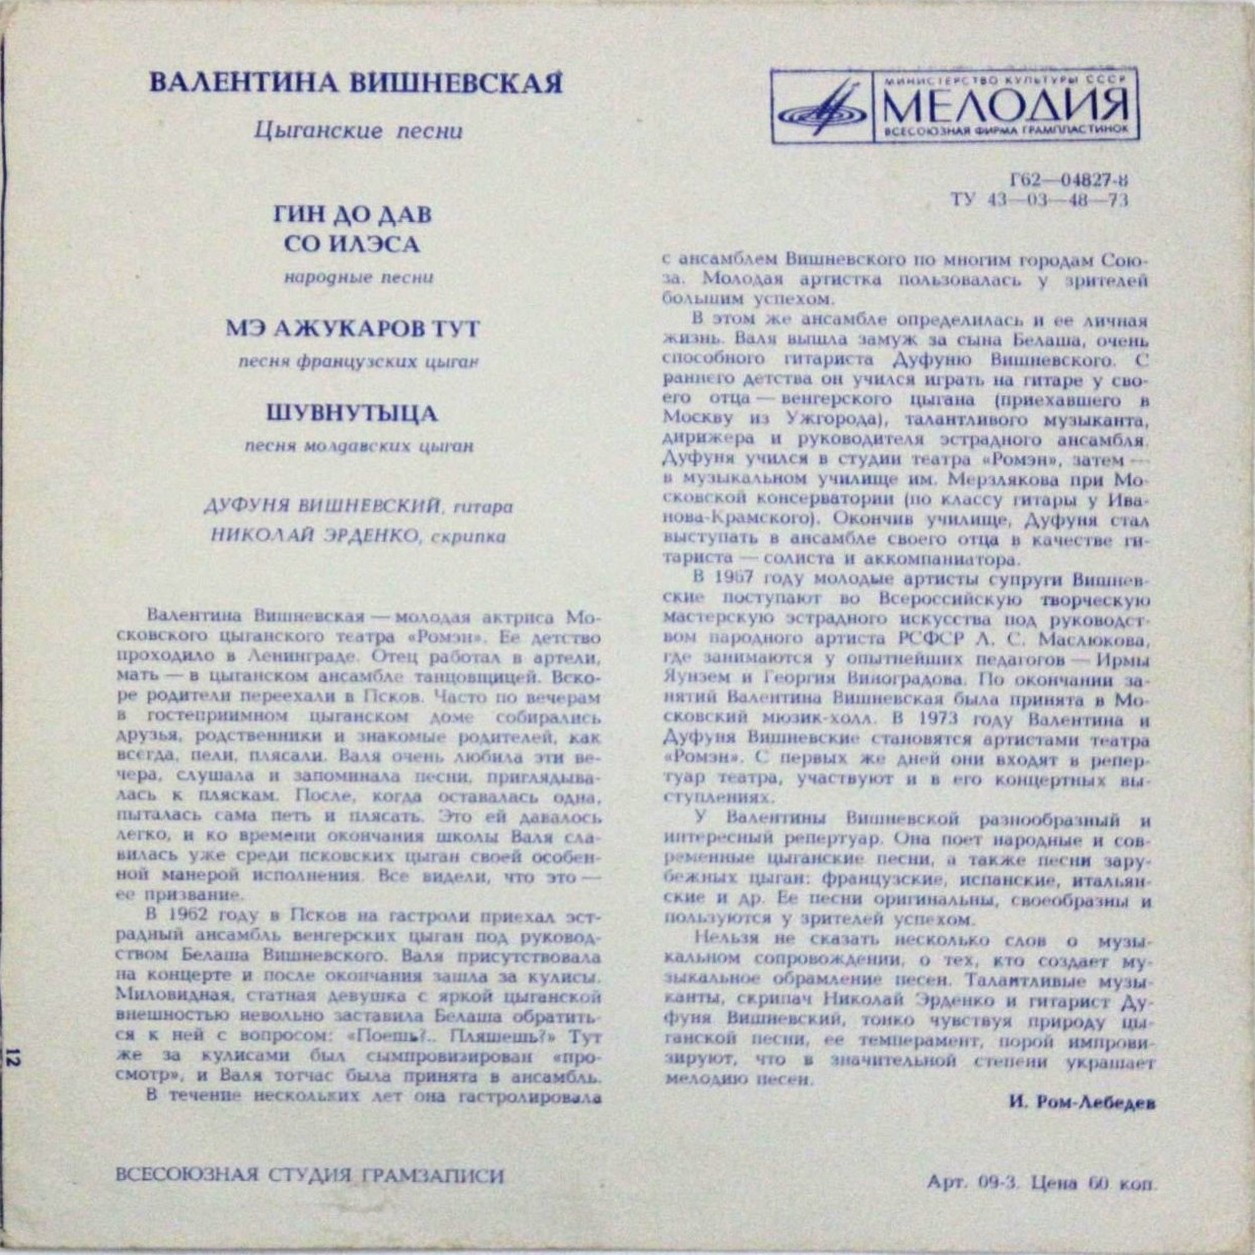 ВАЛЕНТИНА ВИШНЕВСКАЯ
Цыганские песни
ГИН ДО ДАВ
СО ИЛЭСА
народные песни
МЭ АЖУКАРОВ ТУТ
песня французских цыган
ШУВНУТЫЦА
песня молдавских цыган
ДУФУНЯ ВИШНЕВСКИЙ, гитара
НИКОЛАЙ ЭРДЕНКО, скрипка
Валентина Вишневская — молодая актриса Мо-
сковского цыганского театра «Ромэн». Ее детство
проходило в Ленинграде. Отец работал в артели,
мать — в цыганском ансамбле танцовщицей. Вско-
ре родители переехали в Псков. Часто по вечерам
в гостеприимном цыганском доме собирались
друзья, родственники и знакомые родителей, как
всегда, пели, плясали. Валя очень любила эти ве-
чера, слушала и запоминала песни, приглядыва-
лась к пляскам. После, когда оставалась одна,
пыталась сама петь и плясать. Это ей давалось
легко, и ко времени окончания школы Валя сла-
вилась уже среди псковских цыган своей особен-
ной манерой исполнения. Все видели, что это —
ее призвание.
В 1962 году в Псков на гастроли приехал эст-
радный ансамбль венгерских цыган под руковод-
ством Белаша Вишневского. Валя присутствовала
на концерте и после окончания зашла за кулисы.
Миловидная, статная девушка с яркой цыганской
внешностью невольно заставила Белаша обратить-
ся к ней с вопросом: «Поешь?.. Пляшешь?» Тут
же за кулисами был сымпровизирован «про-
смотр», и Валя тотчас была принята в ансамбль.
В течение нескольких лет она гастролировала
ВСЕСОЮЗНАЯ СТУДИЯ ГРАМЗАПИСИ
12
МИНИСТЕРСТВО КУЛЬТУРЫ СССР
МЕЛОДИЯ
ВСЕСОЮЗНАЯ ФИРМА ГРАМПЛАСТИНОК
Г62—04827-8
ТУ 43—03—48—73
с ансамблем Вишневского по многим городам Сою-
за. Молодая артистка пользовалась у зрителей
большим успехом.
В этом же ансамбле определилась и ее личная
жизнь. Валя вышла замуж за сына Белаша, очень
способного гитариста Дуфуню Вишневского. С
раннего детства он учился играть на гитаре у сво-
его отца — венгерского цыгана (приехавшего в
Москву из Ужгорода), талантливого музыканта,
дирижера и руководителя эстрадного ансамбля.
Дуфуня учился в студии театра «Ромэн», затем —
в музыкальном училище им. Мерзлякова при Мо-
сковской консерватории (по классу гитары у Ива-
нова-Крамского). Окончив училище, Дуфуня стал
выступать в ансамбле своего отца в качестве ги-
тариста — солиста и аккомпаниатора.
В 1967 году молодые артисты супруги Вишнев-
ские поступают во Всероссийскую творческую
мастерскую эстрадного искусства под руководст-
вом народного артиста РСФСР Л. С. Маслюкова,
где занимаются у опытнейших педагогов — Ирмы
Яунзем и Георгия Виноградова. По окончании за-
нятий Валентина Вишневская была принята в Мо-
сковский мюзик-холл. В 1973 году Валентина и
Дуфуня Вишневские становятся артистами театра
«Ромэн». С первых же дней они входят в репер-
туар театра, участвуют и в его концертных вы-
ступлениях.
У Валентины Вишневской разнообразный и
интересный репертуар. Она поет народные и сов-
ременные цыганские песни, а также песни зару-
бежных цыган: французские, испанские, итальян-
ские и др. Ее песни оригинальны, своеобразны и
пользуются у зрителей успехом.
Нельзя не сказать несколько слов о музы-
кальном сопровождении, о тех, кто создает му-
зыкальное обрамление песен. Талантливые музы-
канты, скрипач Николай Эрденко и гитарист Ду-
фуня Вишневский, тонко чувствуя природу цы-
ганской песни, ее темперамент, порой импрови-
зируют, что в значительной степени украшает
мелодию песен.
И. Ром-Лебедев
Арт. 09-3. Цена 60 коп.